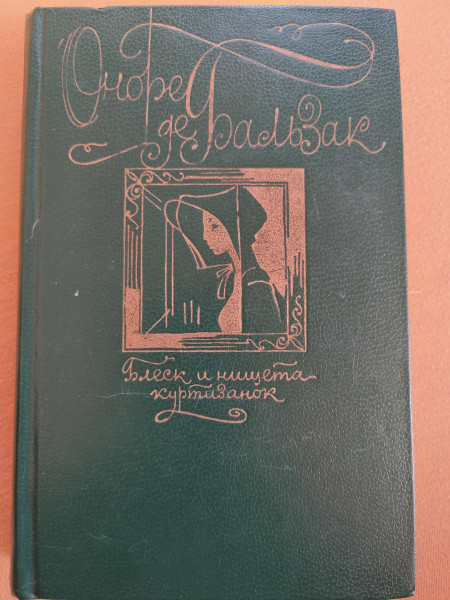 Оноре
де Бальзак
Блеск и нищета
куртизанок